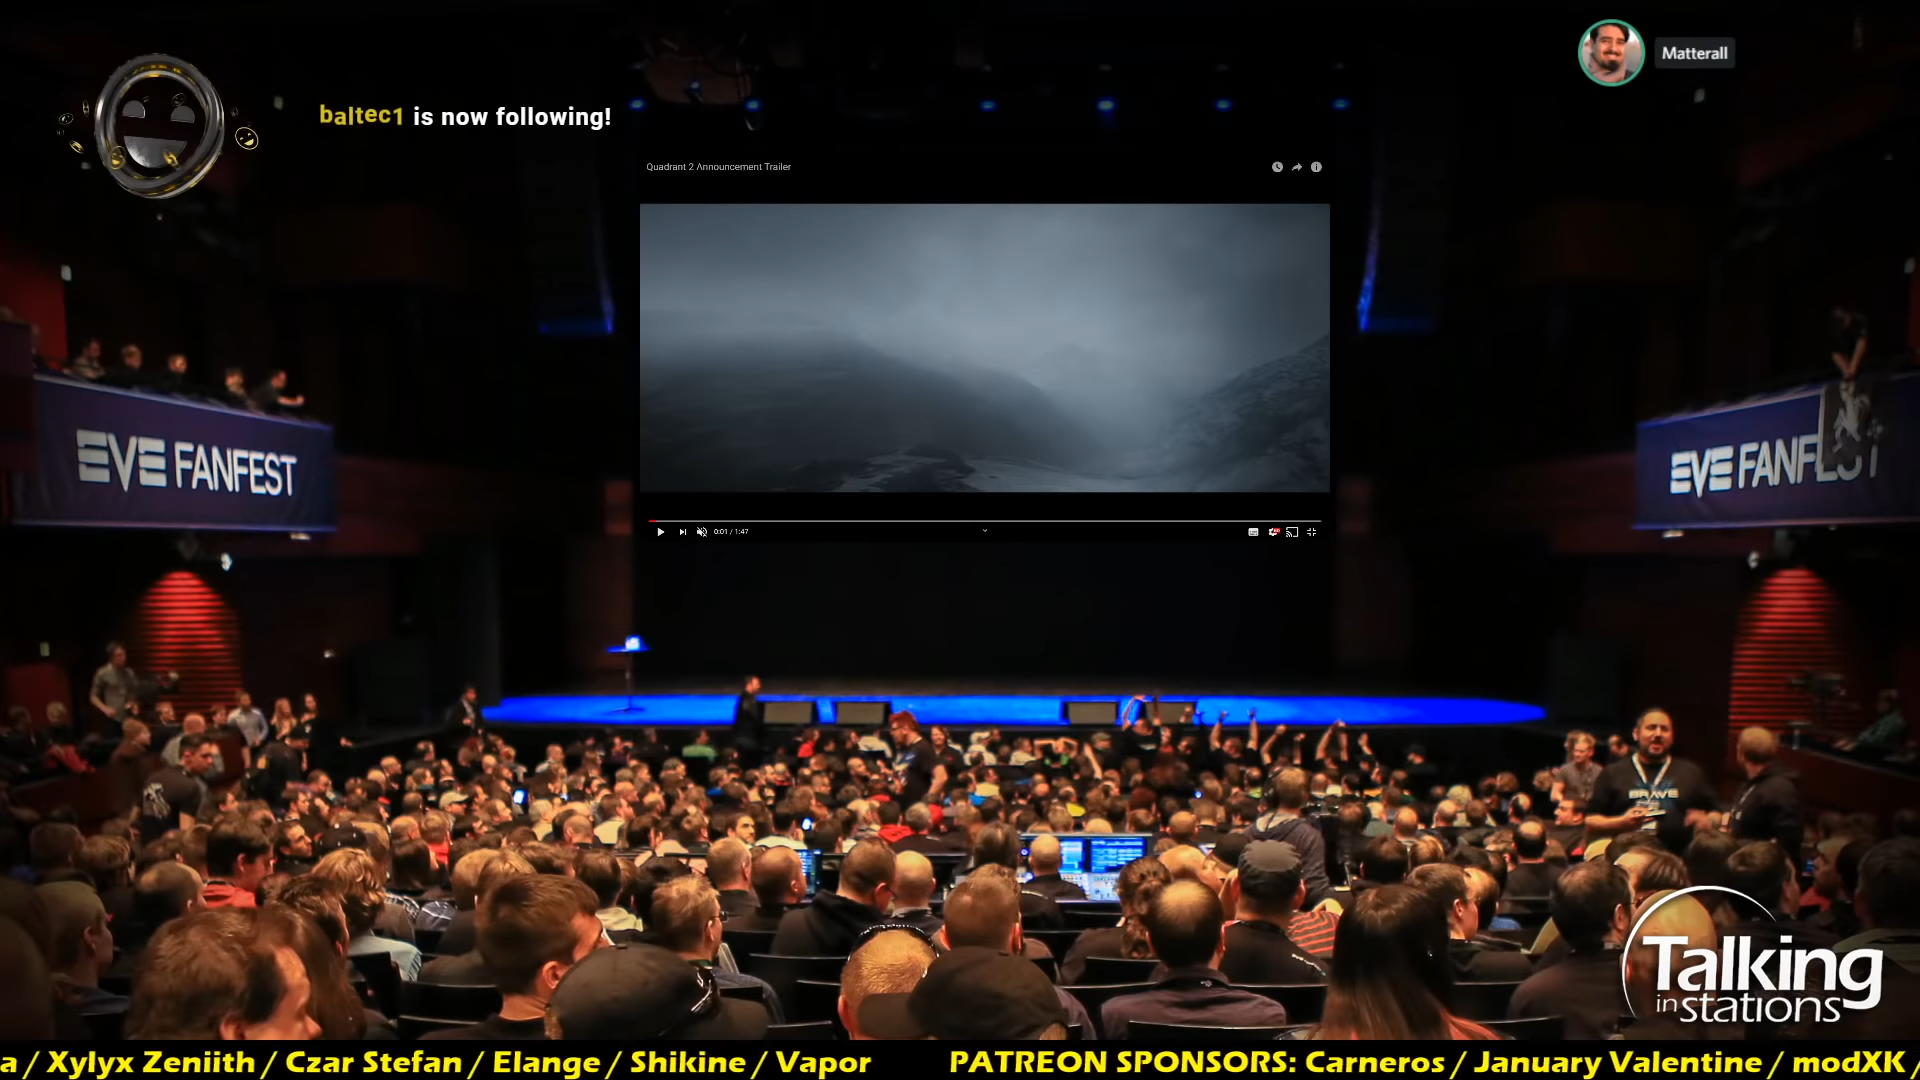 Matterall
baltec1 is now following!
Quadrant 2 Announcement Trailer
EVE FANFEST
EVE FANFEST
0:01 / 1:47
BRAVE
Talking
in stations
a / Xylyx Zeniith / Czar Stefan / Elange / Shikine / Vapor PATREON SPONSORS: Carneros / January Valentine / modXK /